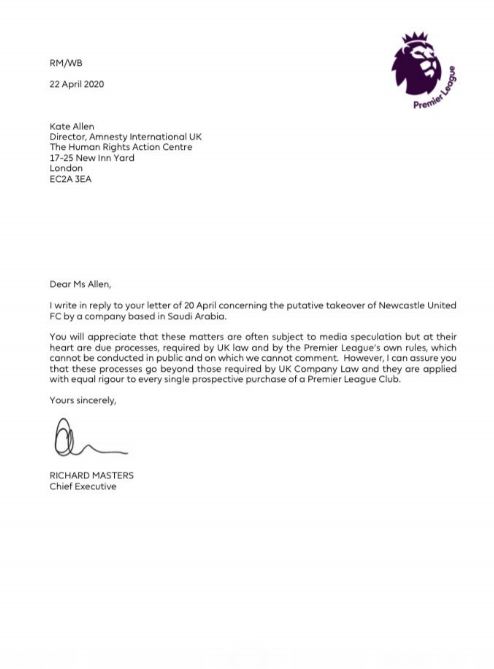 RM/WB
22 April 2020
Premier League
Kate Allen
Director, Amnesty International UK
The Human Rights Action Centre
17-25 New Inn Yard
London
EC2A 3EA
Dear Ms Allen,
I write in reply to your letter of 20 April concerning the putative takeover of Newcastle United
FC by a company based in Saudi Arabia.
You will appreciate that these matters are often subject to media speculation but at their
heart are due processes, required by UK law and by the Premier League's own rules, which
cannot be conducted in public and on which we cannot comment. However, I can assure you
that these processes go beyond those required by UK Company Law and they are applied
with equal rigour to every single prospective purchase of a Premier League Club.
Yours sincerely,
RICHARD MASTERS
Chief Executive